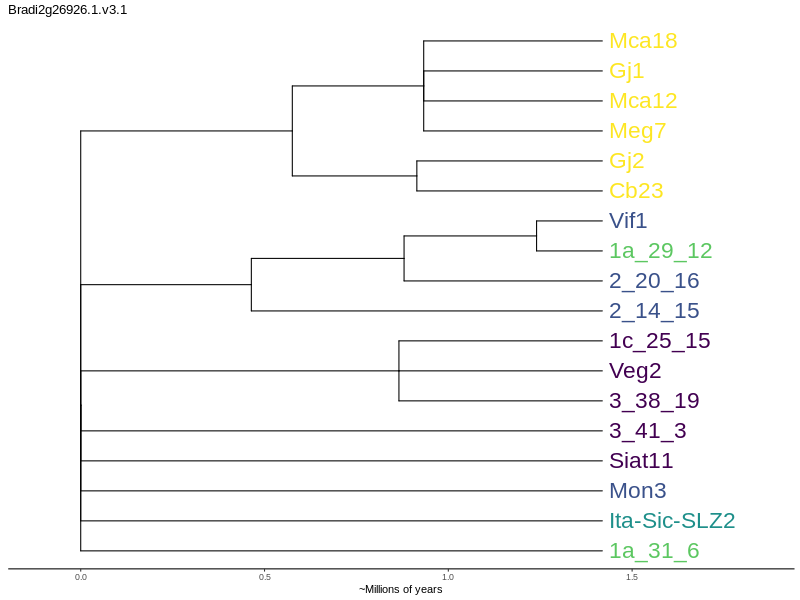 Bradi2g26926.1.v3.1
Mca18
Gj1
Mca12
Meg7
Gj2
Cb23
Vif1
1a_29_12
2_20_16
2_14_15
1c_25_15
Veg2
3_38_19
3_41_3
Siat11
Mon3
Ita-Sic-SLZ2
1a_31_6
0.0 0.5 1.0 1.5
~Millions of years